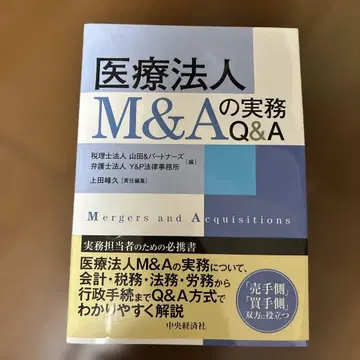 医療法人
M&Aの実務
Q&A
税理士法人 山田&パートナーズ
弁護士法人 Y&P法律事務所
[編]
上田峰久 [責任編集]
Mergers and Acquisitions
実務担当者のための必携書
医療法人M&Aの実務について、
会計・税務・法務・労務から
行政手続までQ&A方式で
わかりやすく解説
「売手側」
「買手側」
双方に役立つ
中央経済社